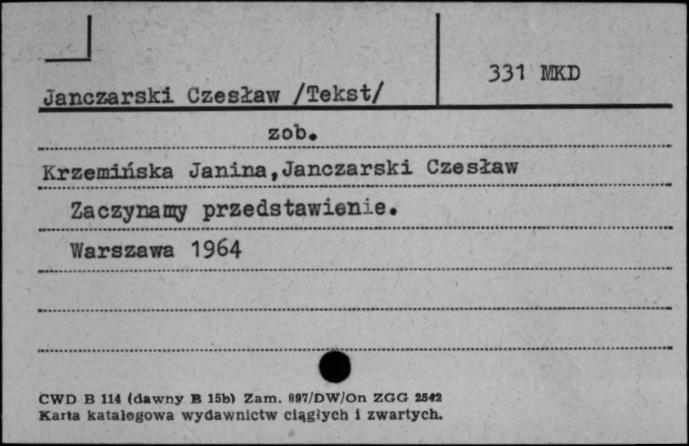 331 MKD
Janczarski Czesław /Tekst/
zob.
Krzemińska Janina,Janczarski Czesław
Zaczynamy przedstawienie.
Warszawa 1964
CWD B 114 (dawny B 15b) Zam. 897/DW/On ZGG 2542
Karta katalogowa wydawnictw ciągłych i zwartych.